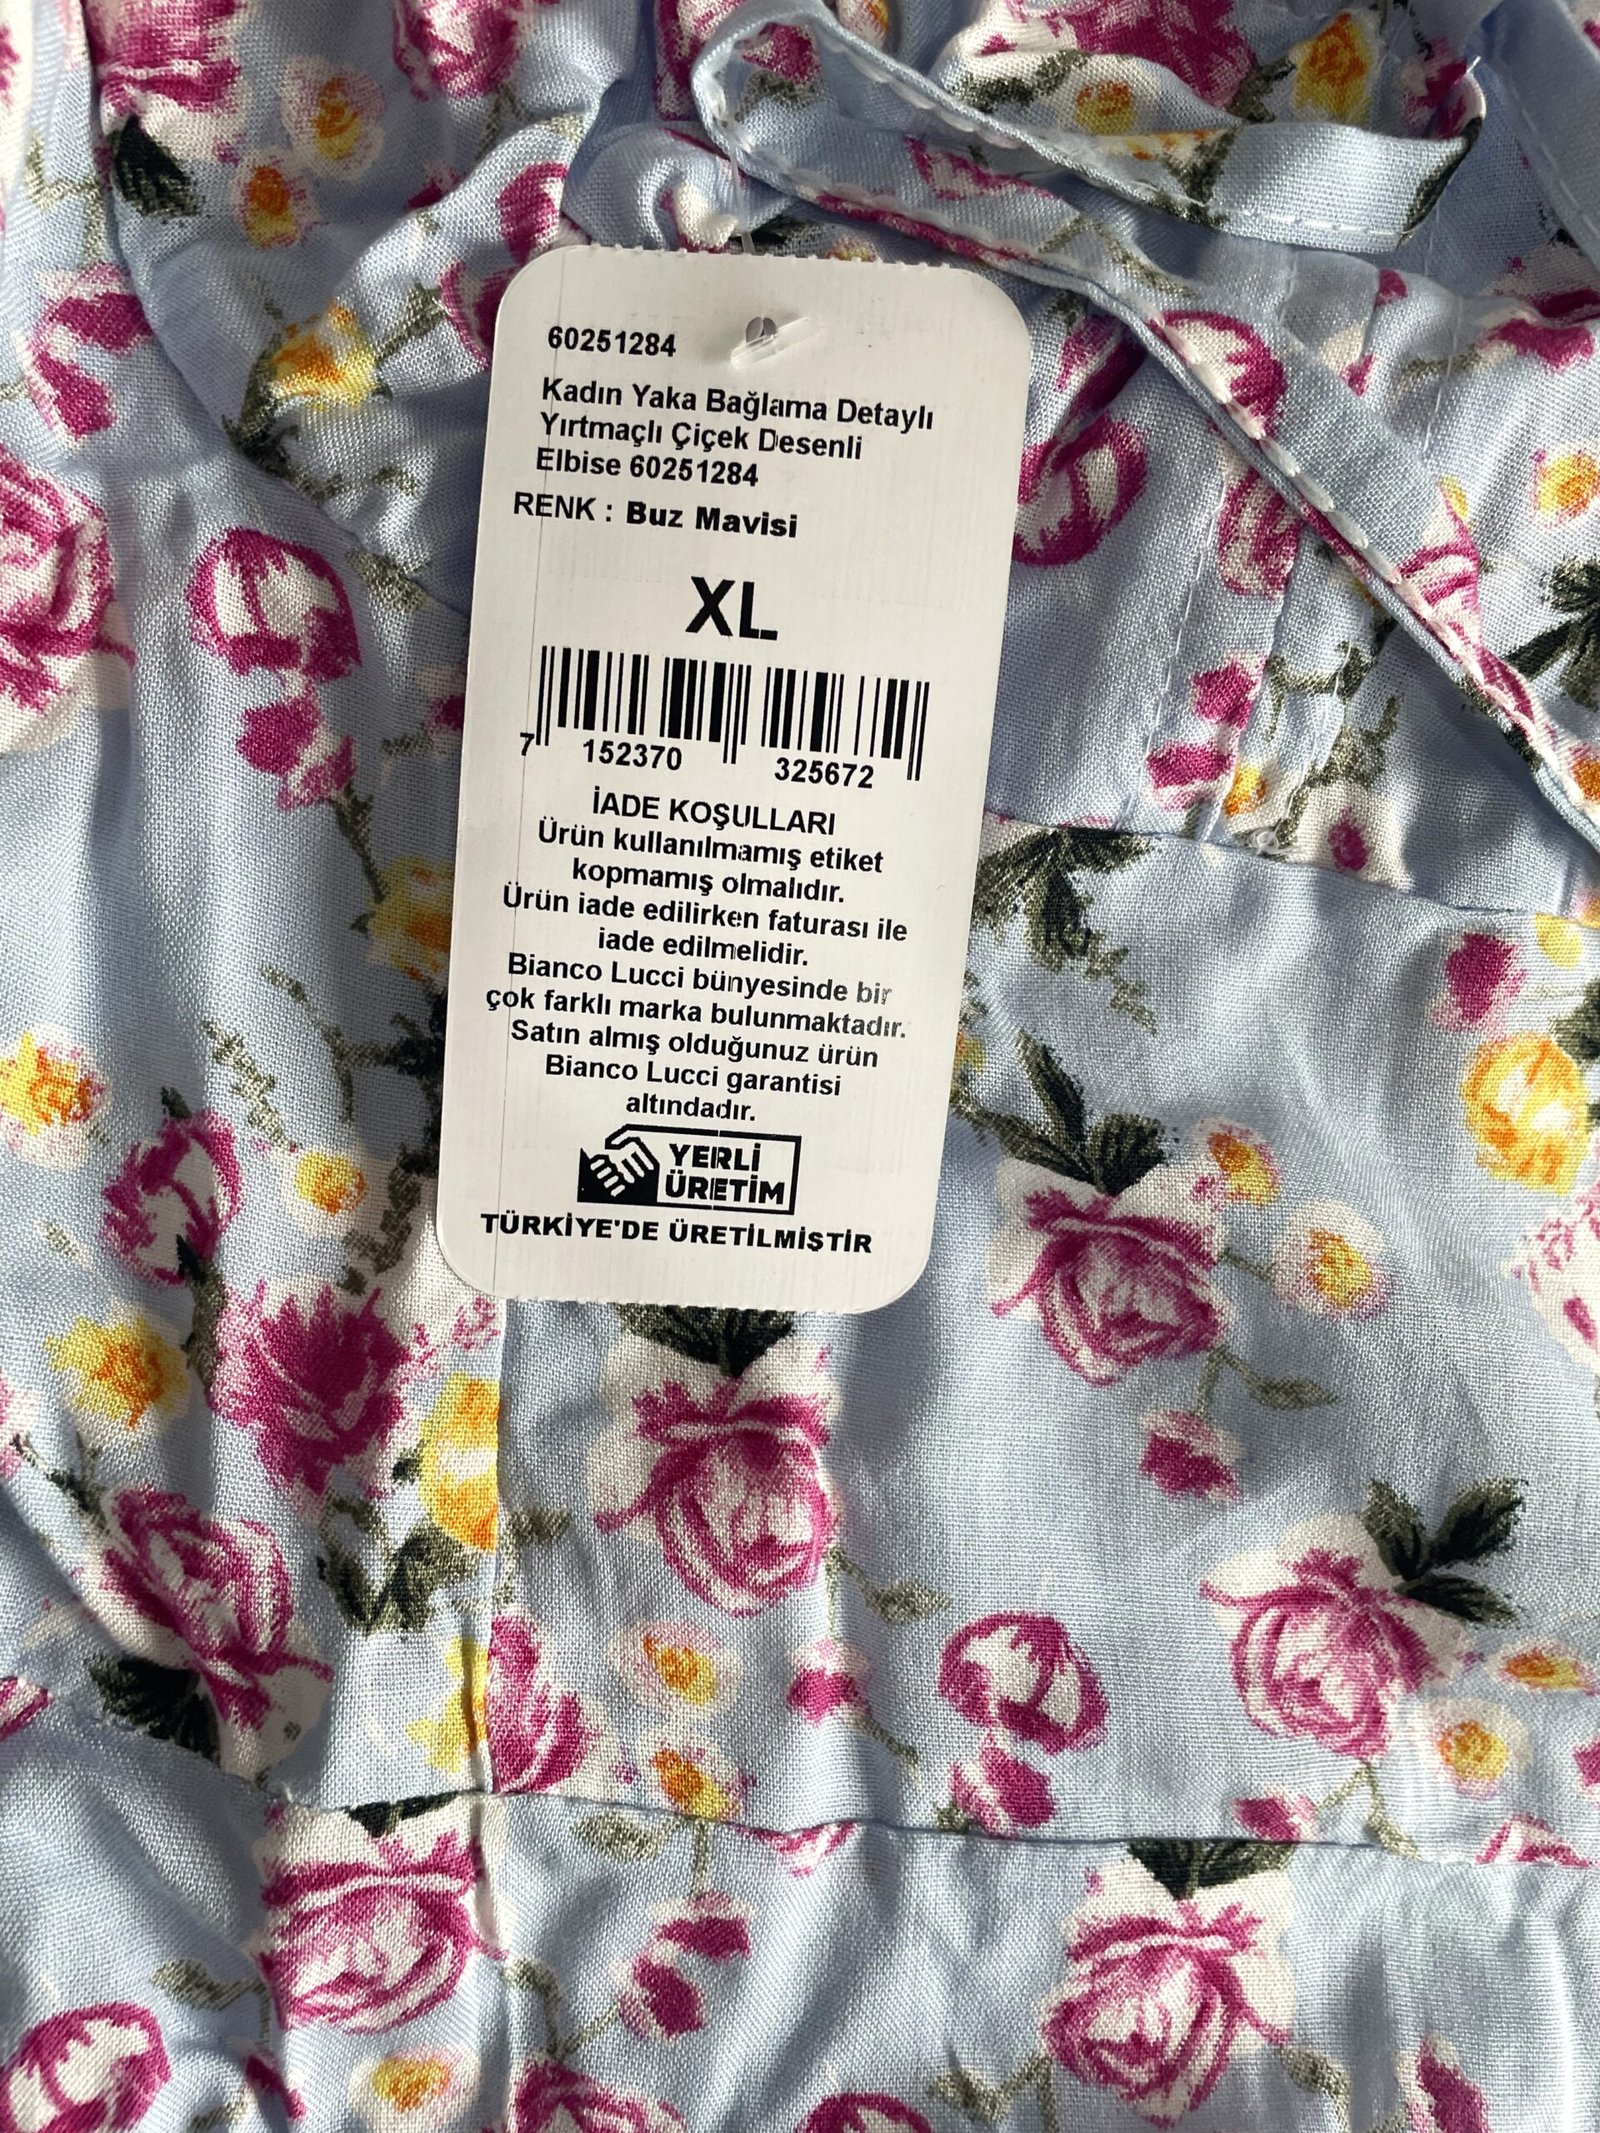 60251284
Kadın Yaka Bağlama Detaylı
Yırtmaçlı Çiçek Desenli
Elbise 60251284
RENK : Buz Mavisi
XL
7 152370 325672
İADE KOŞULLARI
Ürün kullanılmamış etiket
kopmamış olmalıdır.
Ürün iade edilirken faturası ile
iade edilmelidir.
Bianco Lucci bünyesinde bir
çok farklı marka bulunmaktadır.
Satın almış olduğunuz ürün
Bianco Lucci garantisi
altındadır.
YERLİ
ÜRETİM
TÜRKİYE'DE ÜRETİLMİŞTİR